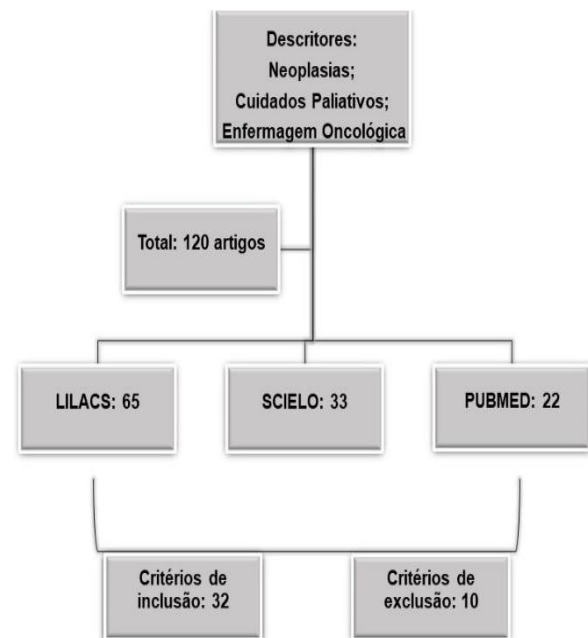 Descritores:
Neoplasias;
Cuidados Paliativos;
Enfermagem Oncológica
Total: 120 artigos
LILACS: 65
SCIELO: 33
PUBMED: 22
Critérios de
inclusão: 32
Critérios de
exclusão: 10